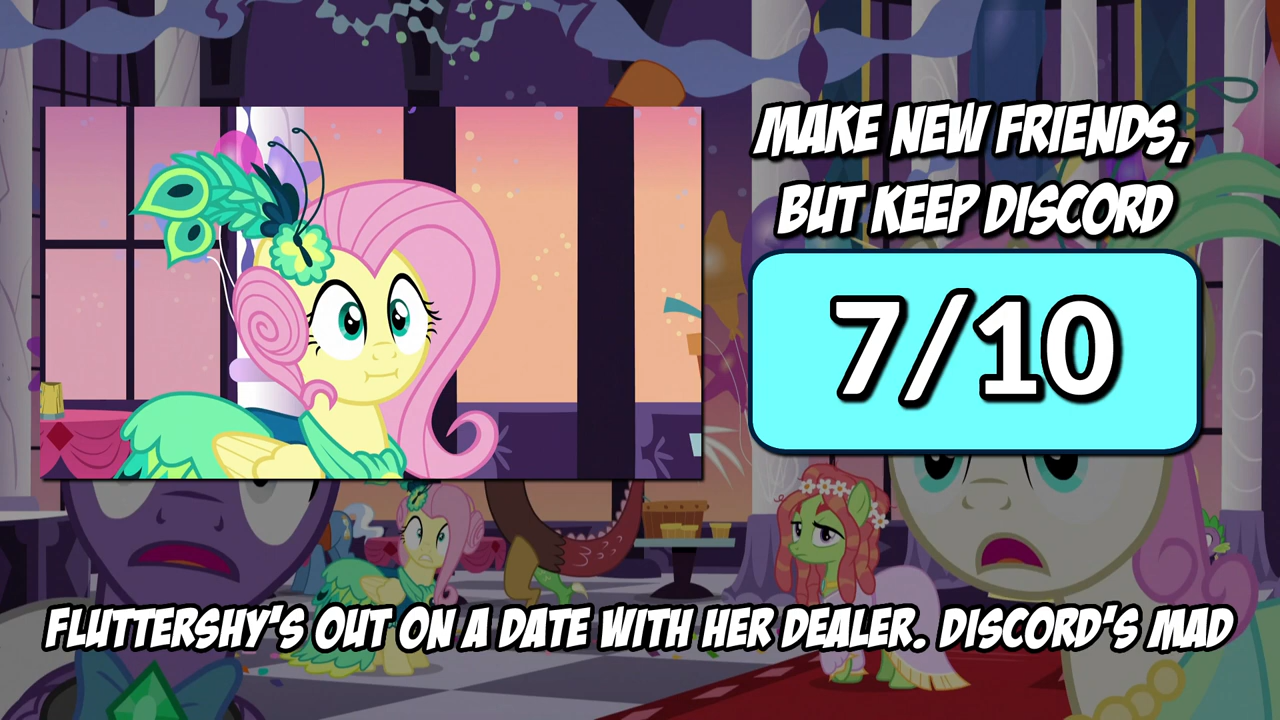 MAKE NEW FRIENDS,
BUT KEEP DISCORD
7/10
FLUTTERSHY'S OUT ON A DATE WITH HER DEALER. DISCORD'S MAD